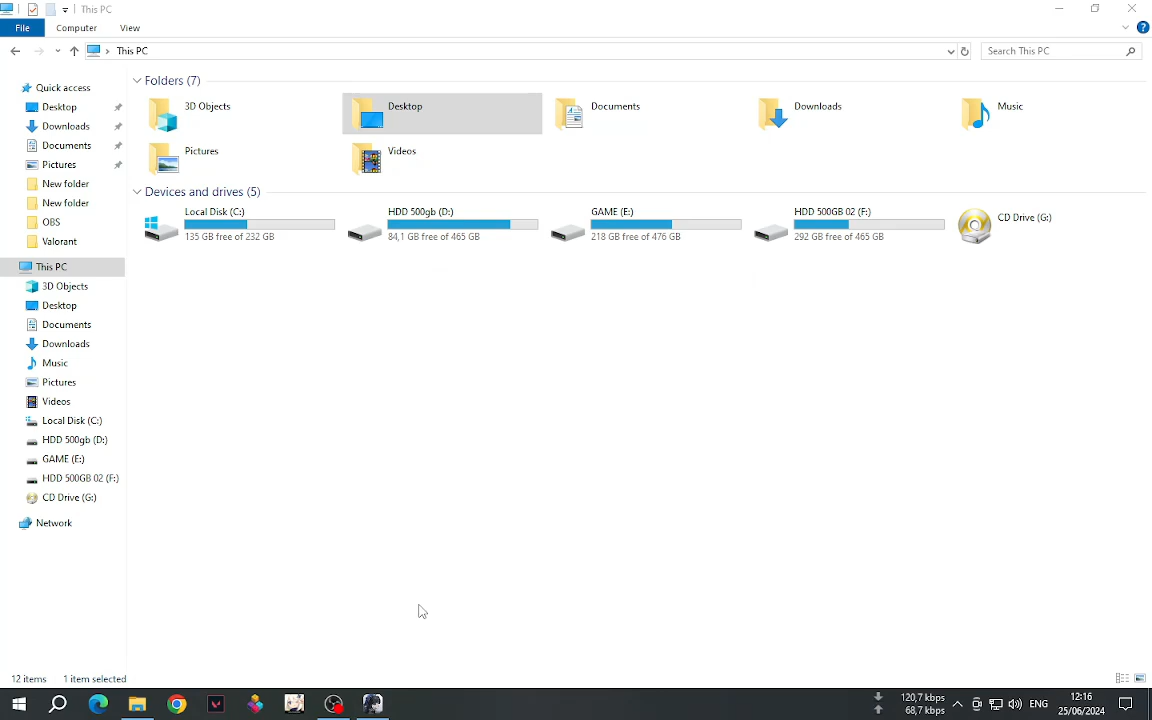 This PC
File Computer View
This PC
Search This PC
Quick access
Desktop
Downloads
Documents
Pictures
New folder
New folder
OBS
Valorant
This PC
3D Objects
Desktop
Documents
Downloads
Music
Pictures
Videos
Local Disk (C:)
HDD 500gb (D:)
GAME (E:)
HDD 500GB 02 (F:)
CD Drive (G:)
Network
Folders (7)
3D Objects
Desktop
Documents
Downloads
Music
Pictures
Videos
Devices and drives (5)
Local Disk (C:)
135 GB free of 232 GB
HDD 500gb (D:)
84,1 GB free of 465 GB
GAME (E:)
218 GB free of 476 GB
HDD 500GB 02 (F:)
292 GB free of 465 GB
CD Drive (G:)
12 items 1 item selected
120,7 kbps
68,7 kbps
ENG
12:16
25/06/2024